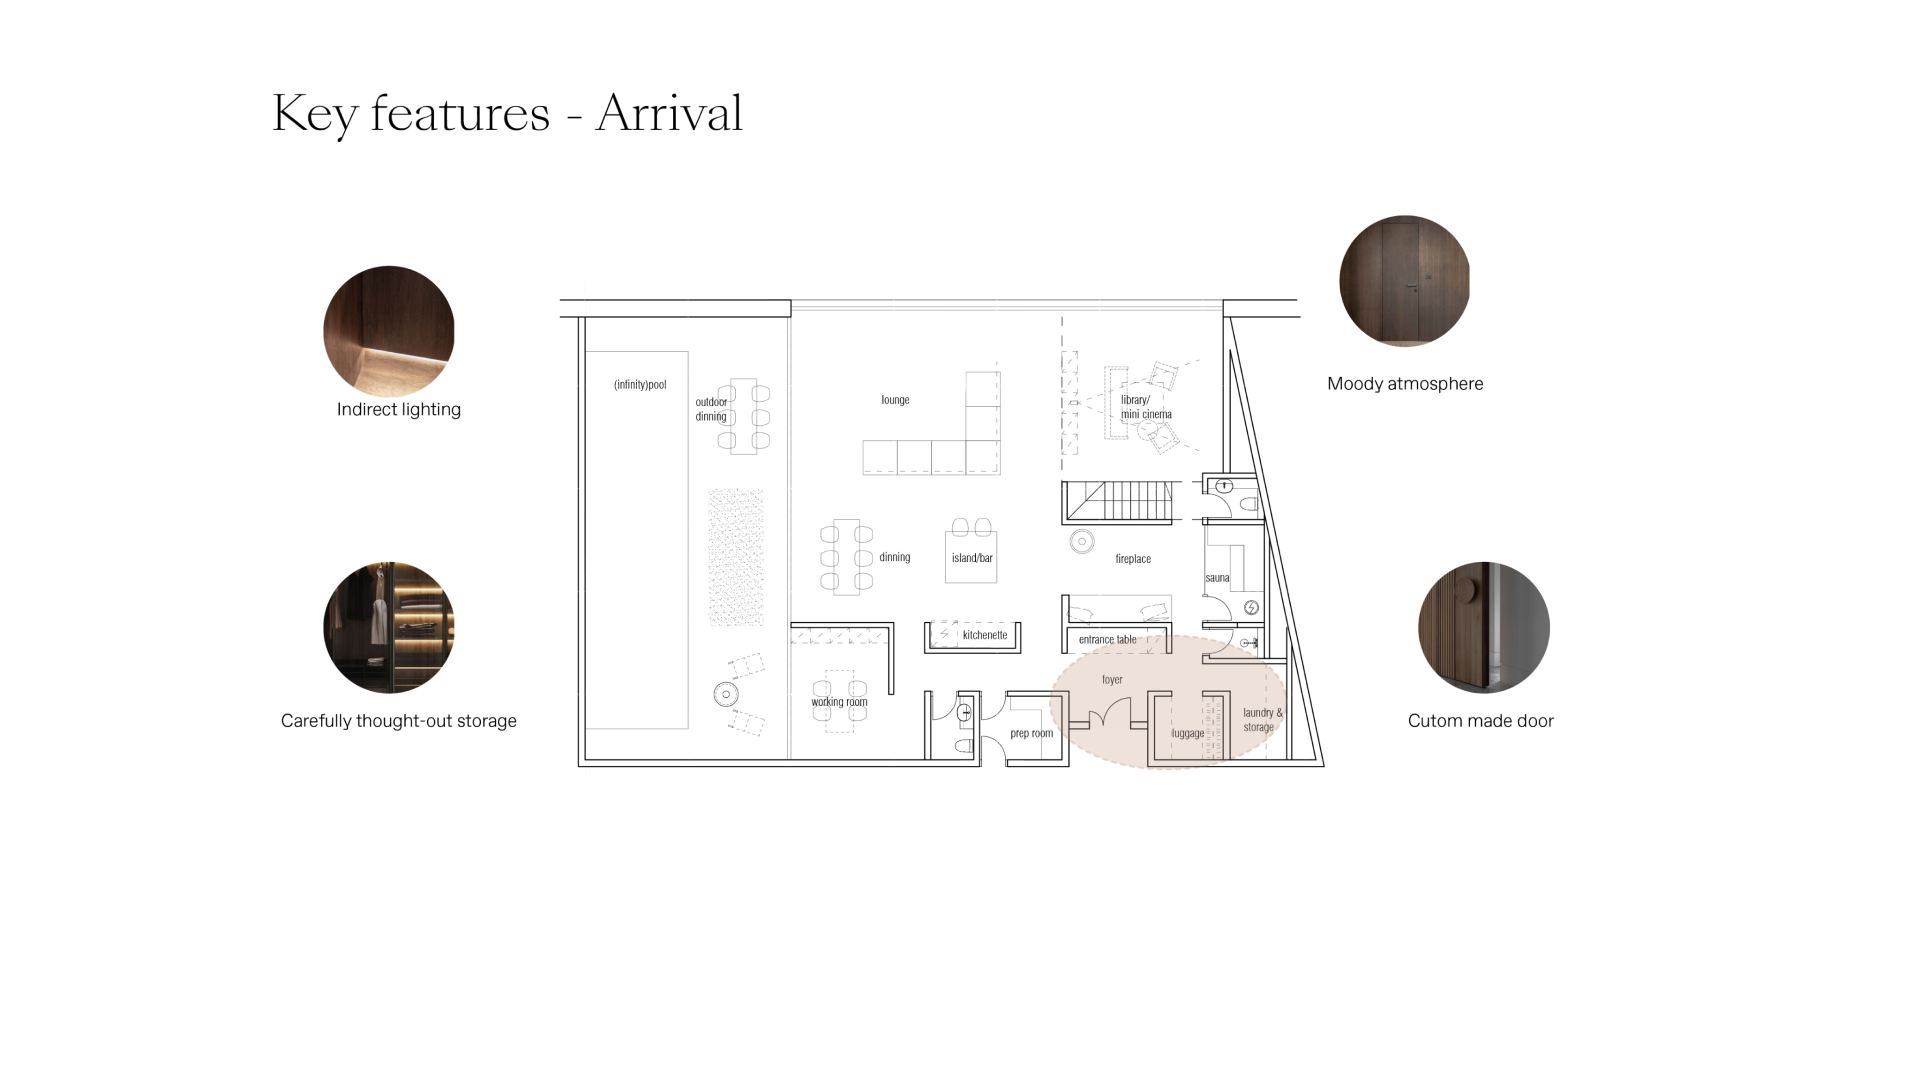 Key features - Arrival
Indirect lighting
Moody atmosphere
Carefully thought-out storage
Cutom made door
(infinity)pool
outdoor
dinning
lounge
library/
mini cinema
dinning
island/bar
fireplace
sauna
kitchenette
entrance table
working room
foyer
prep room
luggage
laundry &
storage